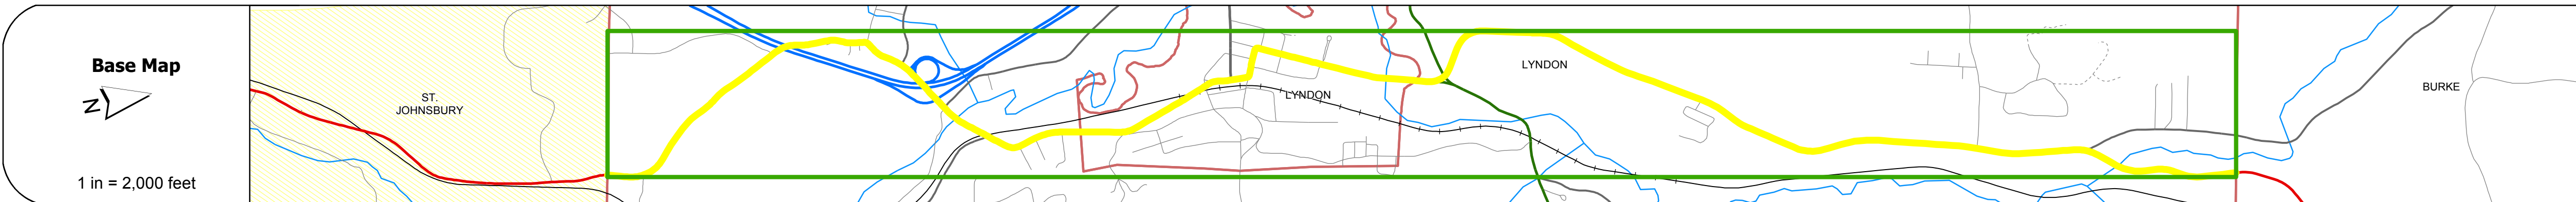 Base Map
N
1 in = 2,000 feet
ST.
JOHNSBURY
LYNDON
LYNDON
BURKE